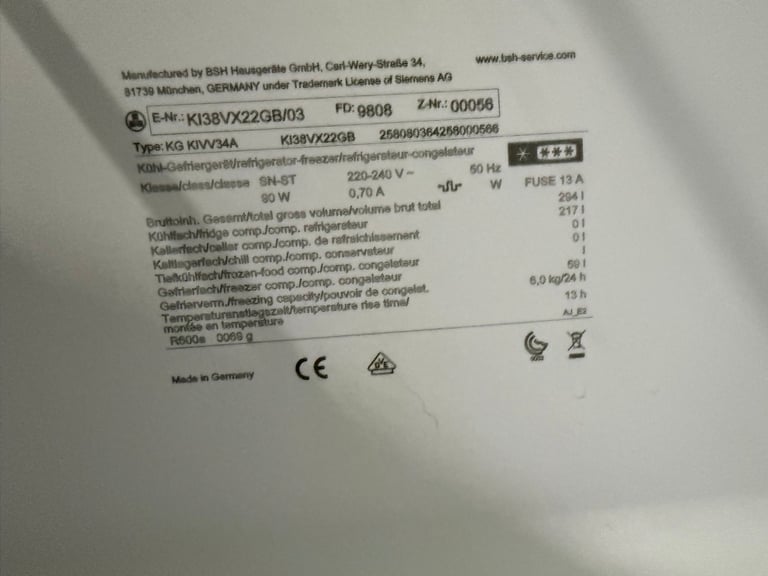 Manufactured by BSH Hausgeräte GmbH, Carl-Wery-Straße 34,
www.bsh-service.com
81739 München, GERMANY under Trademark License of Siemens AG
E-Nr.: KI38VX22GB/03 FD: 9808 Z-Nr.: 00056
Type: KG KIVV34A KI38VX22GB 258080364258000566
Kühl-Gefriergerät/refrigerator-freezer/refrigerateur-congelateur
Klasse/class/classe SN-ST 220-240 V ~ 50 Hz
90 W 0,70 A W FUSE 13 A
Bruttoinh. Gesamt/total gross volume/volume brut total 294 l
Kühlfach/fridge comp./comp. refrigerateur 217 l
Kellerfach/cellar comp./comp. de rafraichissement 0 l
Kaltlagerfach/chill comp./comp. conservateur 0 l
Tiefkühlfach/frozen-food comp./comp. congelateur l
Gefrierfach/freezer comp./comp. congelateur 69 l
Gefrierverm./freezing capacity/pouvoir de congelat. 6,0 kg/24 h
Temperaturanstiegszeit/temperature rise time/ 13 h
montée en température
AJ_E2
R600a 0069 g
Made in Germany CE